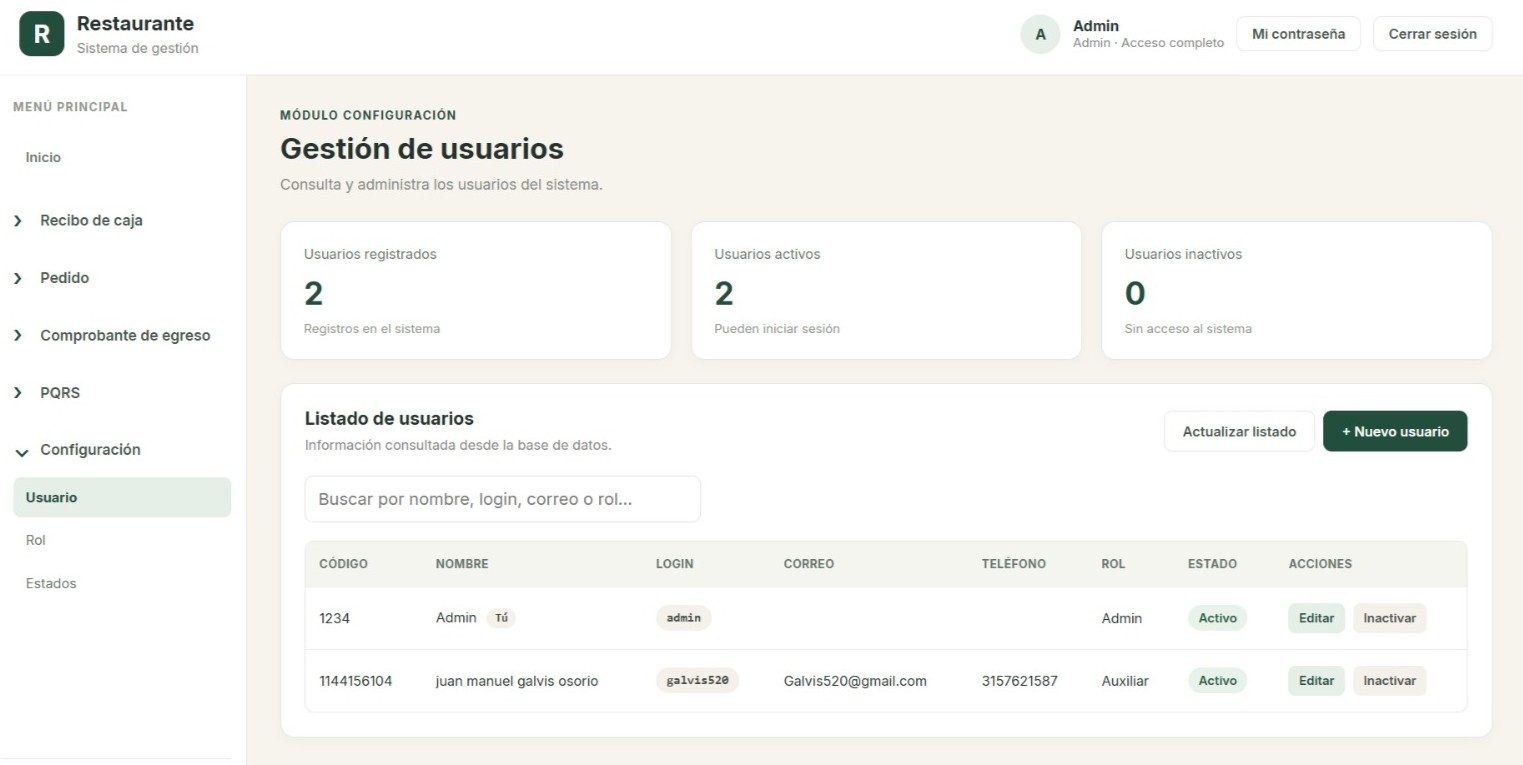 R
Restaurante
Sistema de gestión
A
Admin
Admin · Acceso completo
Mi contraseña
Cerrar sesión
MENÚ PRINCIPAL
Inicio
Recibo de caja
Pedido
Comprobante de egreso
PQRS
Configuración
Usuario
Rol
Estados
MÓDULO CONFIGURACIÓN
Gestión de usuarios
Consulta y administra los usuarios del sistema.
Usuarios registrados
2
Registros en el sistema
Usuarios activos
2
Pueden iniciar sesión
Usuarios inactivos
0
Sin acceso al sistema
Listado de usuarios
Información consultada desde la base de datos.
Actualizar listado
+ Nuevo usuario
Buscar por nombre, login, correo o rol...
CÓDIGO NOMBRE LOGIN CORREO TELÉFONO ROL ESTADO ACCIONES
1234 Admin Tú admin Admin Activo Editar Inactivar
1144156104 juan manuel galvis osorio galvis520 Galvis520@gmail.com 3157621587 Auxiliar Activo Editar Inactivar